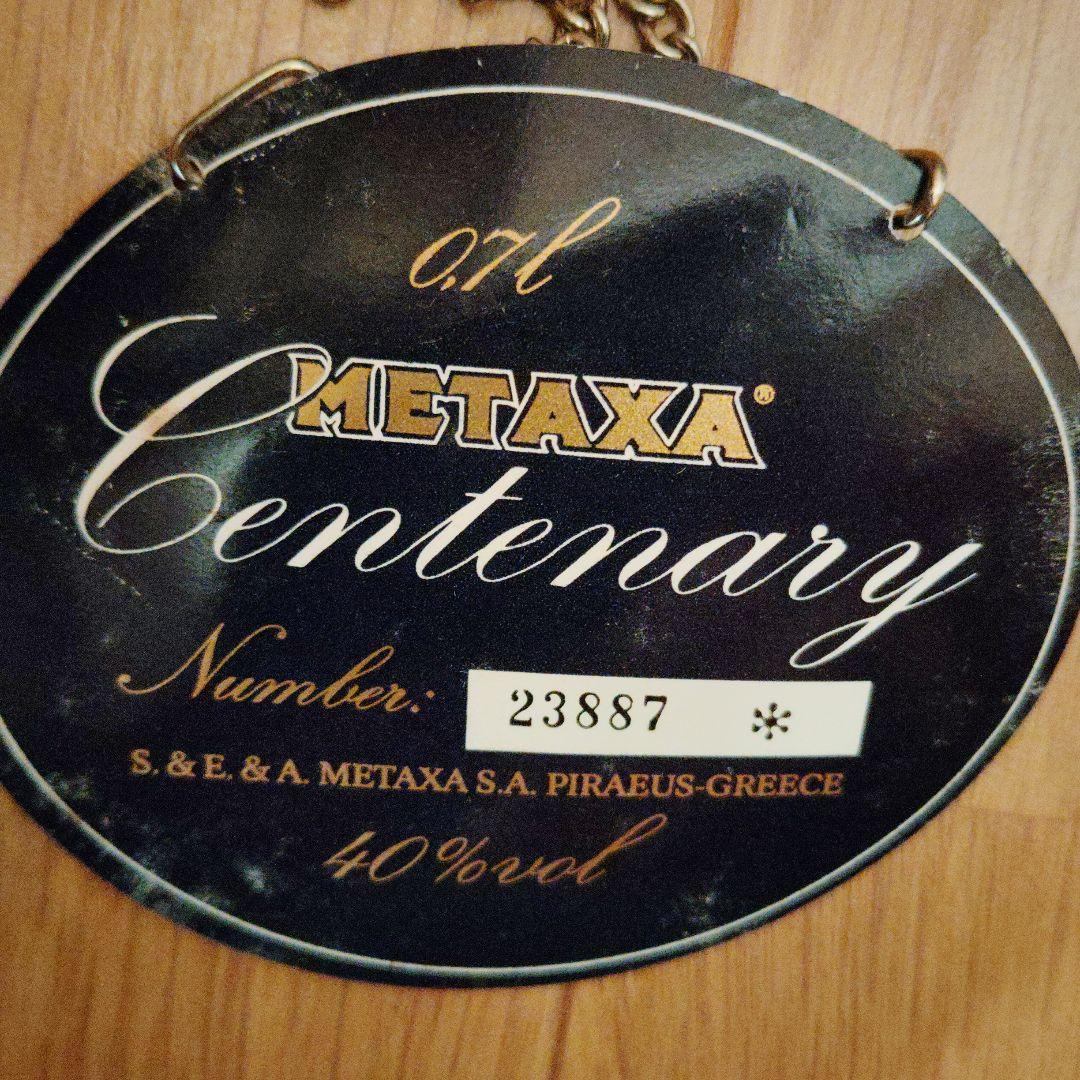 0.7l
METAXA®
Centenary
Number: 23887 *
S. & E. & A. METAXA S.A. PIRAEUS-GREECE
40%vol